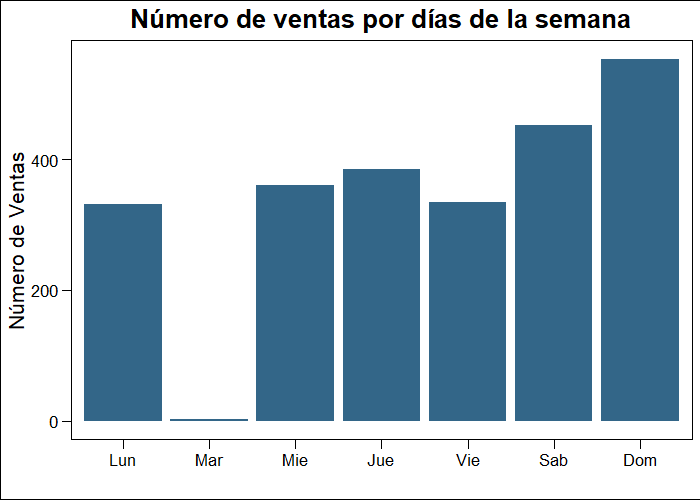 Número de ventas por días de la semana
Número de Ventas
400
200
0
Lun Mar Mie Jue Vie Sab Dom